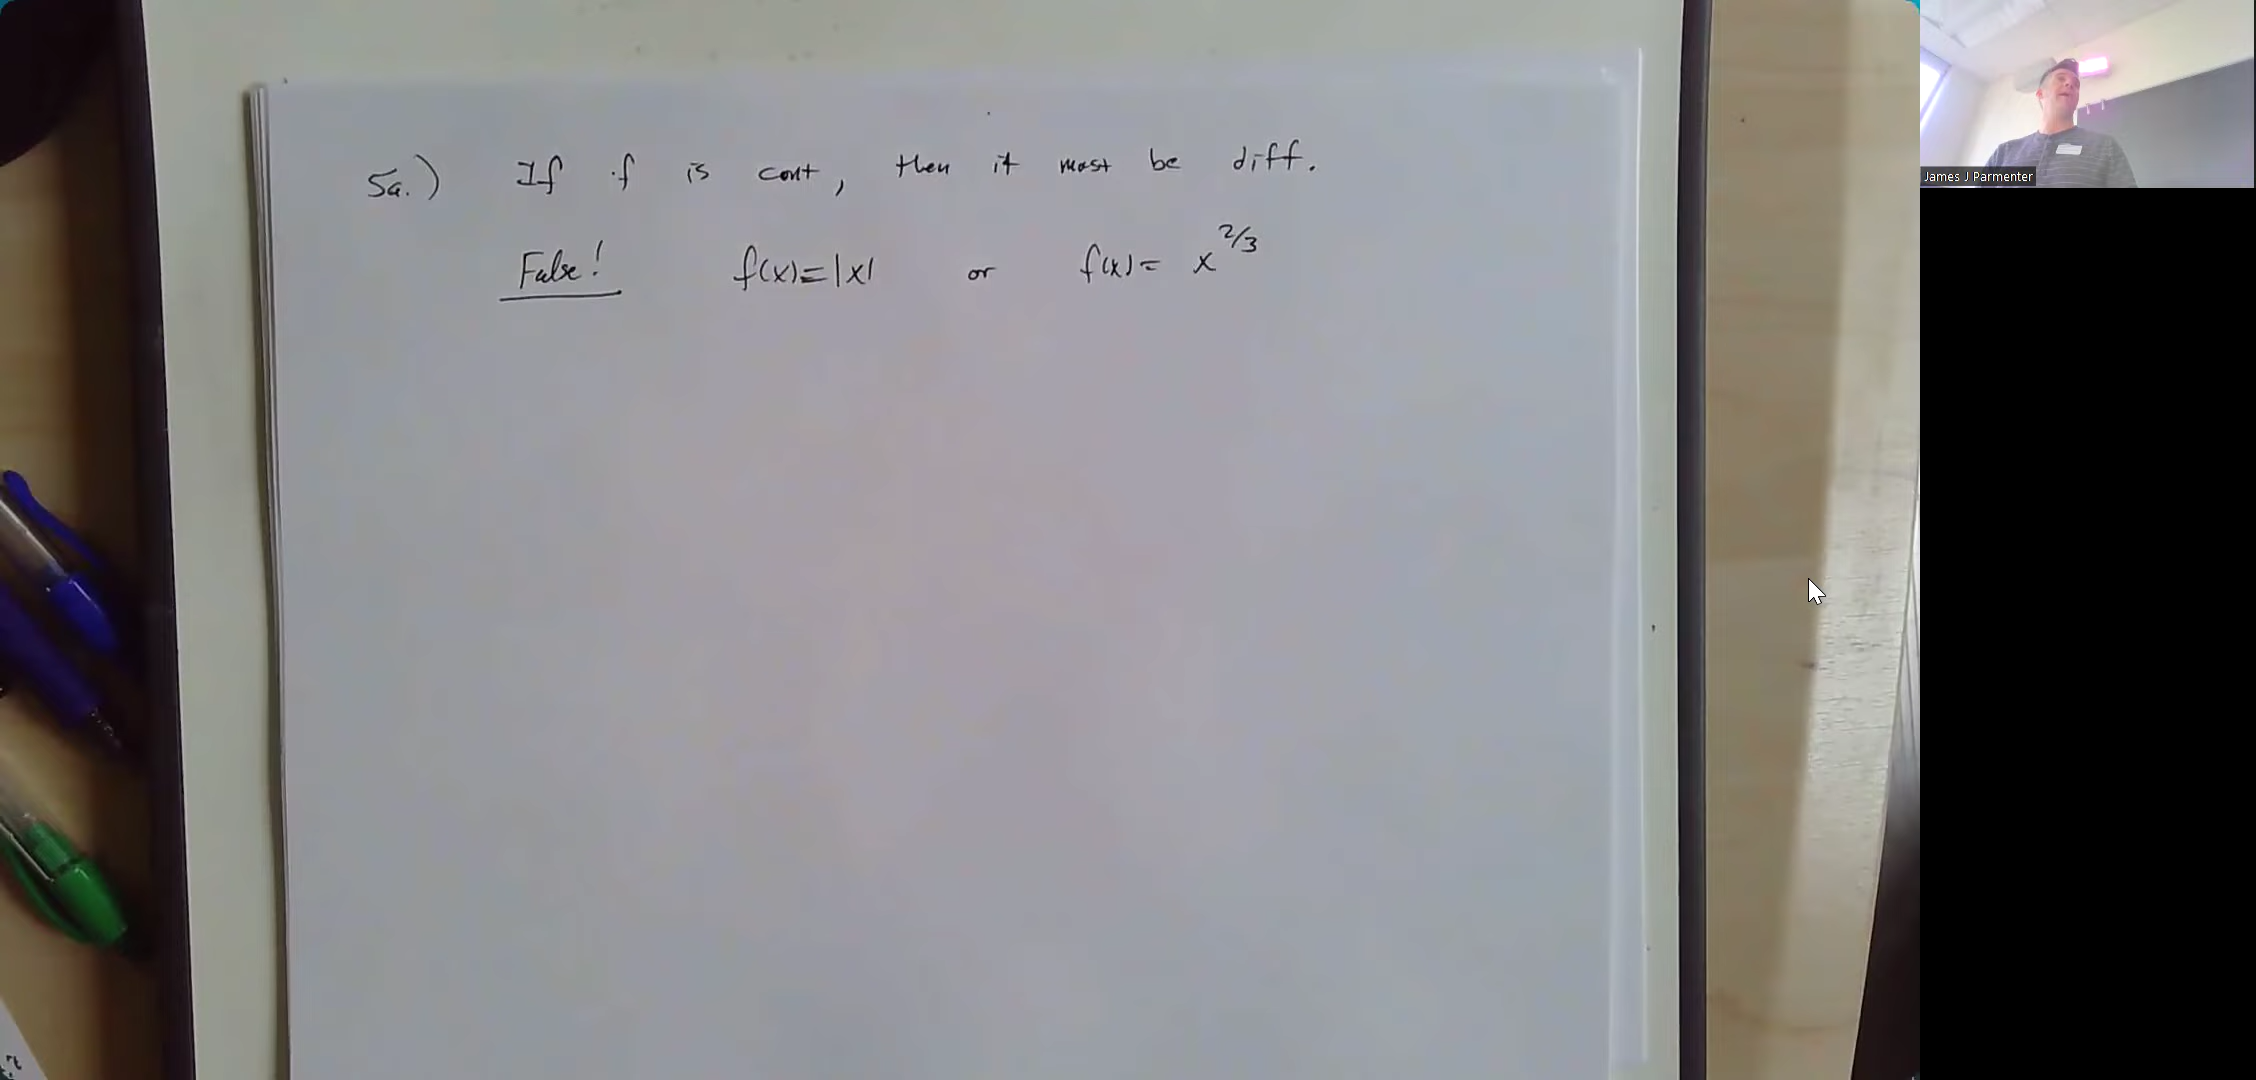 5a.) If f is cont, then it must be diff.
False! f(x)=|x| or f(x)= x^2/3
James J Parmenter